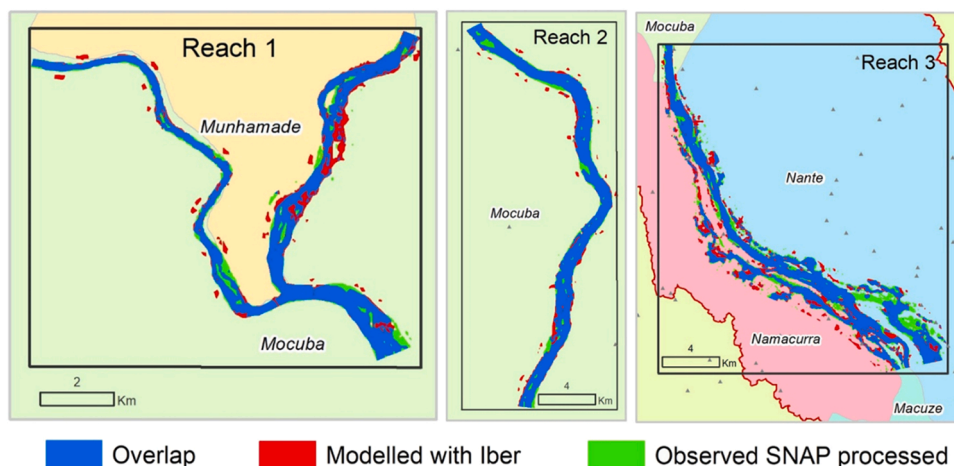 Reach 1
Munhamade
Mocuba
2
Km
Reach 2
Mocuba
4
Km
Mocuba
Reach 3
Nante
Namacurra
4
Km
Macuze
Overlap
Modelled with Iber
Observed SNAP processed